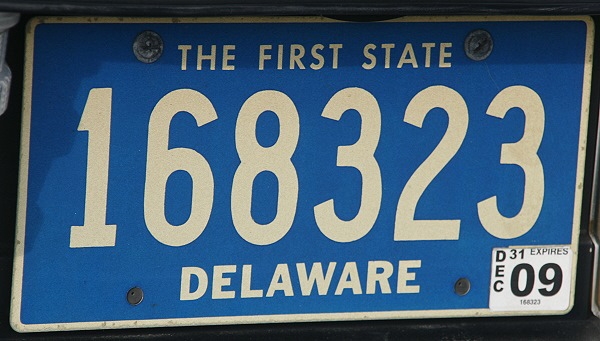 THE FIRST STATE
168323
DELAWARE
DEC 31 EXPIRES 09
168323